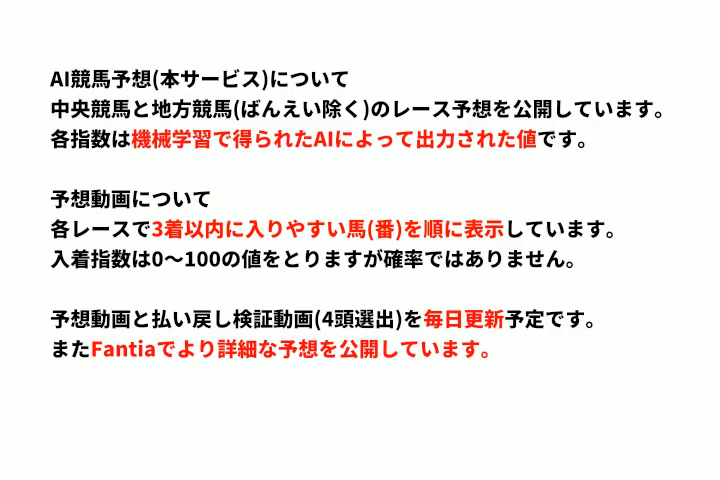 AI競馬予想(本サービス)について
中央競馬と地方競馬(ばんえい除く)のレース予想を公開しています。
各指数は機械学習で得られたAIによって出力された値です。
予想動画について
各レースで3着以内に入りやすい馬(番)を順に表示しています。
入着指数は0～100の値をとりますが確率ではありません。
予想動画と払い戻し検証動画(4頭選出)を毎日更新予定です。
またFantiaでより詳細な予想を公開しています。